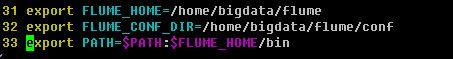 31 export FLUME_HOME=/home/bigdata/flume
32 export FLUME_CONF_DIR=/home/bigdata/flume/conf
33 export PATH=$PATH:$FLUME_HOME/bin